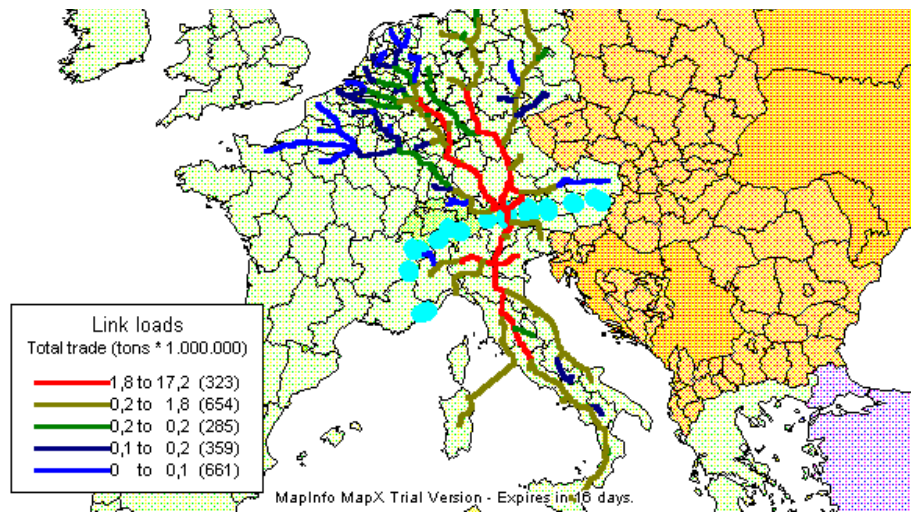 Link loads
Total trade (tons * 1.000.000)
1,8 to 17,2 (323)
0,2 to 1,8 (654)
0,2 to 0,2 (285)
0,1 to 0,2 (359)
0 to 0,1 (661)
MapInfo MapX Trial Version - Expires in 16 days.